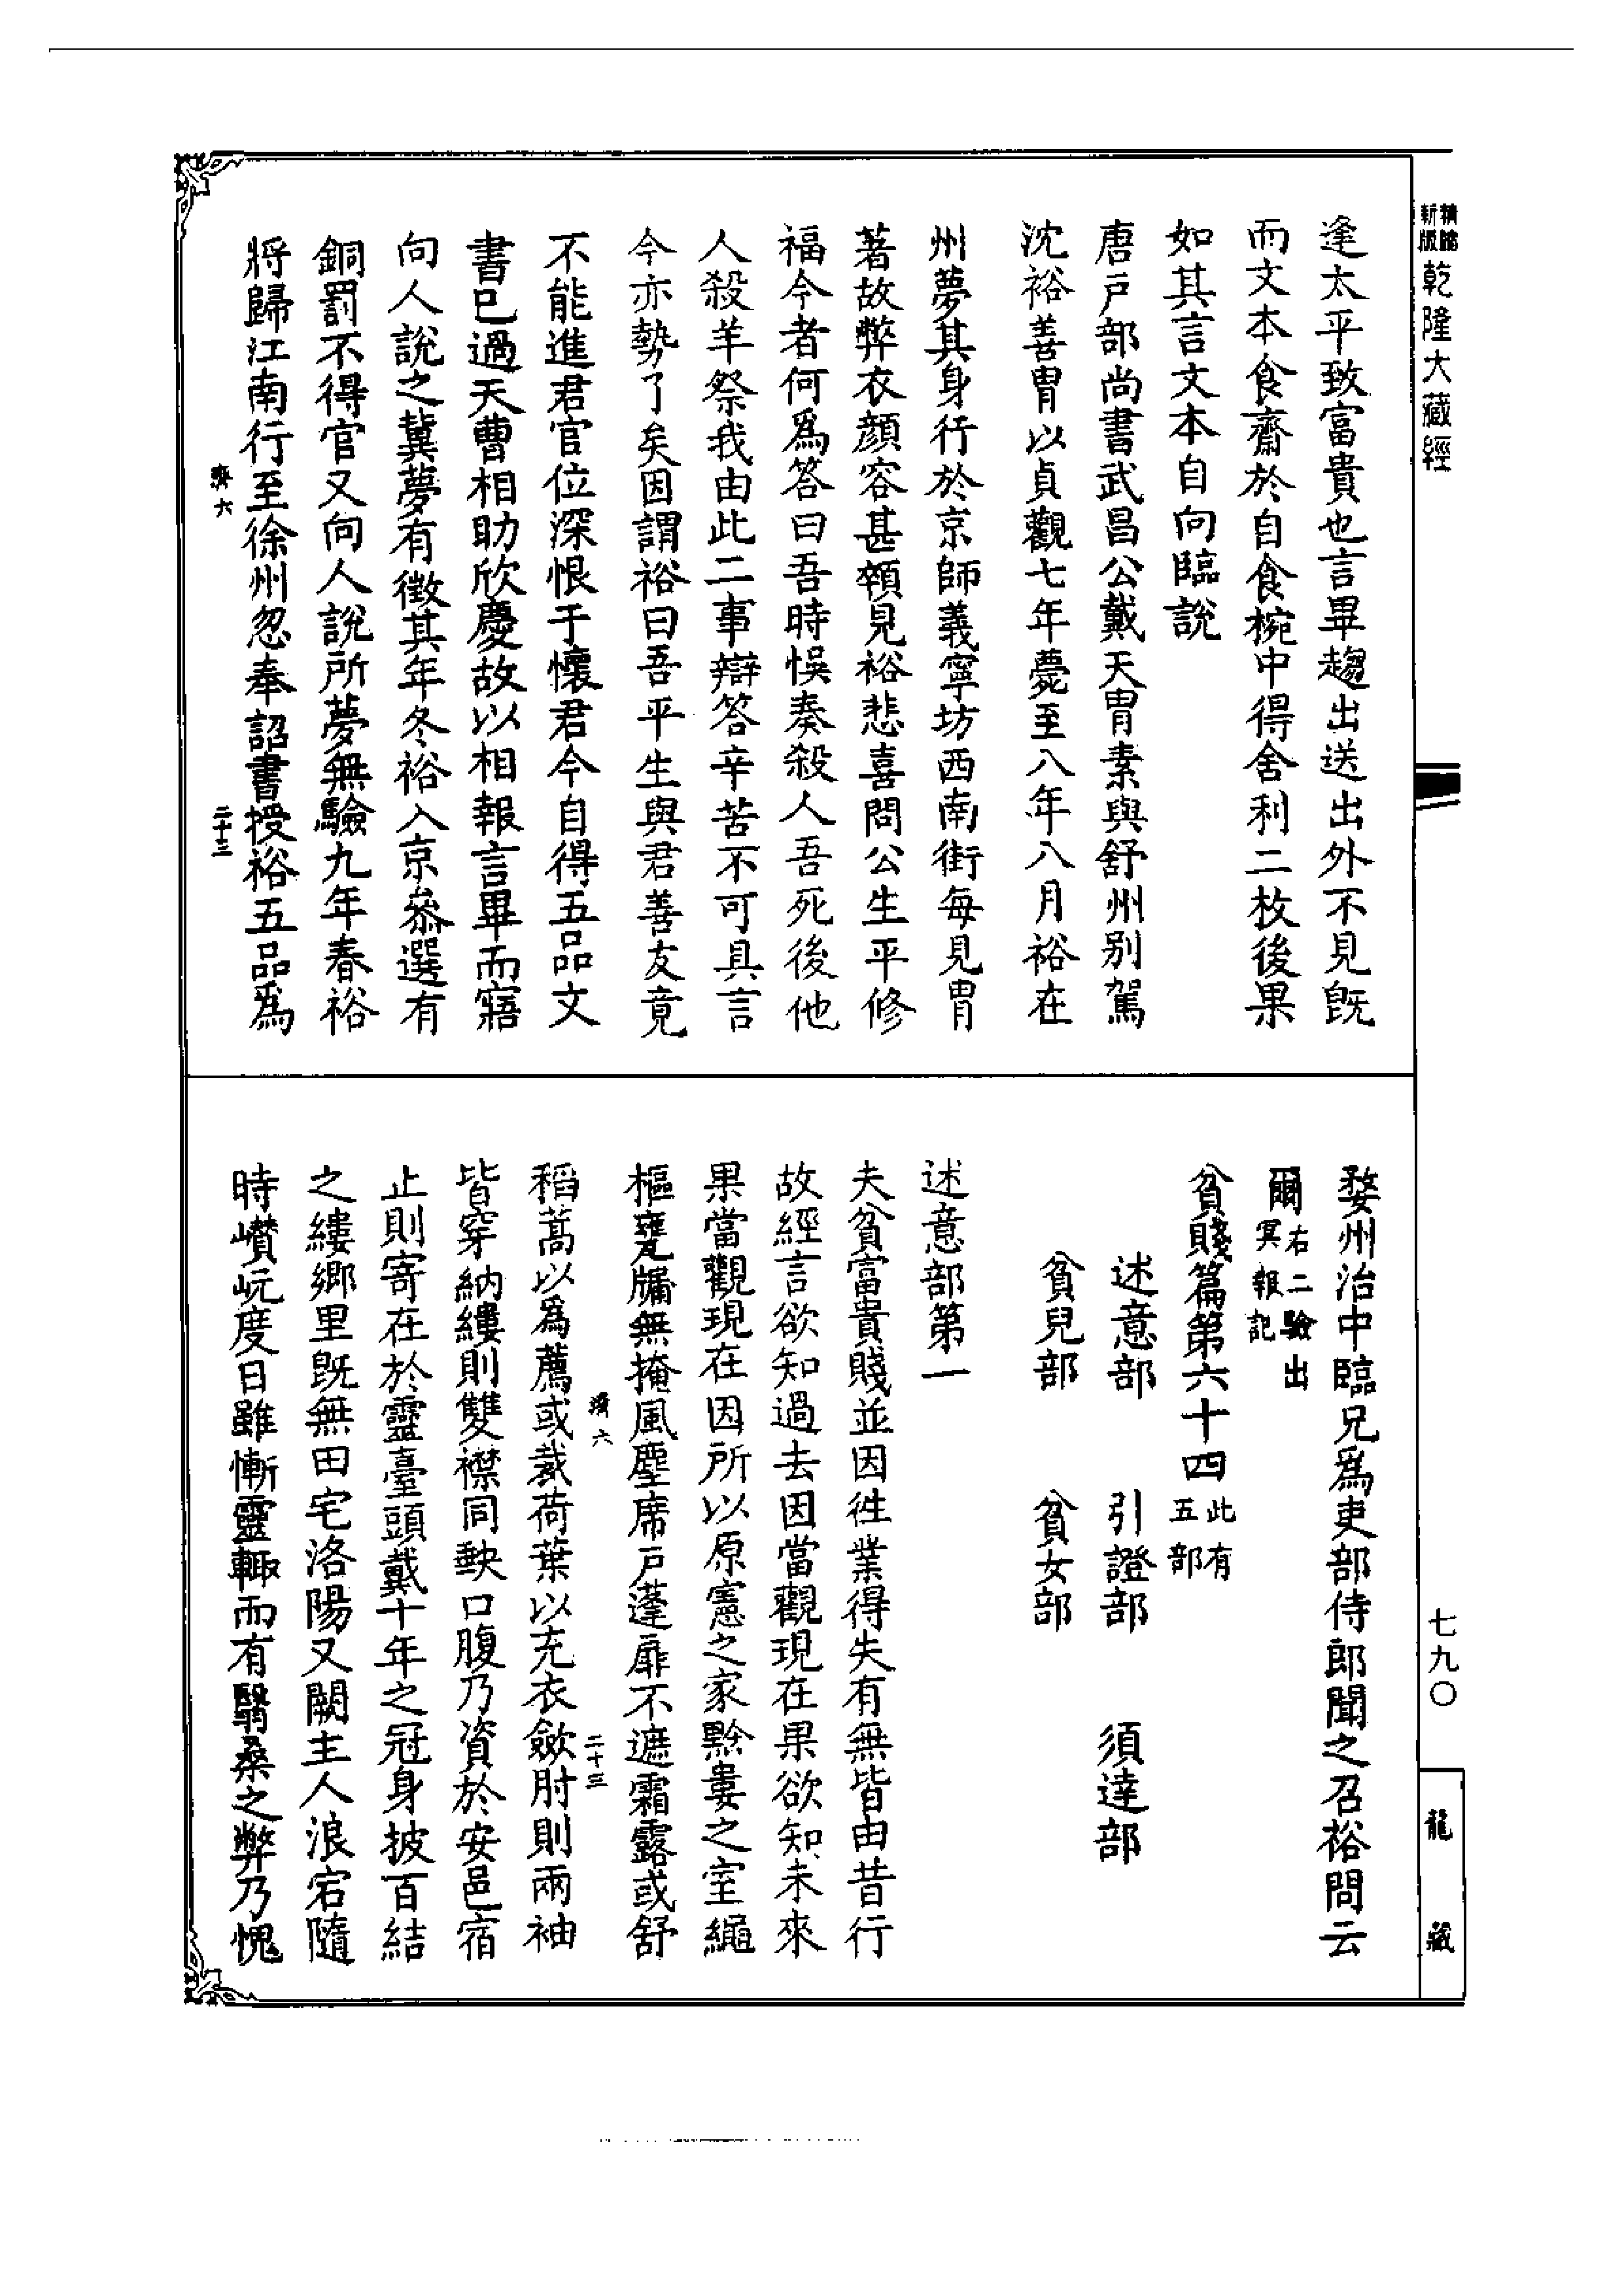 乾隆大藏經
逢太平致富貴也言畢趨出送出外不見旣
而文本食齋於自食椀中得舍利二枚後果
如其言文本自向臨說
唐戶部尚書武昌公戴天胄素與舒州别駕
沈裕善胄以貞觀七年薨至八年八月裕在
州夢其身行於京師義寧坊西南街每見胄
著故弊衣顔容甚顇見裕悲喜問公生平修
福今者何爲答曰吾時悞奏殺人吾死後他
人殺羊祭我由此二事辯答辛苦不可具言
今亦勢了矣因謂裕曰吾平生與君善友竟
不能進君官位深恨于懷君今自得五品文
書已過天曹相助欣慶故以相報言畢而寤
向人說之冀夢有徵其年冬裕入京叅選有
銅罰不得官又向人說所夢無驗九年春裕
將歸江南行至徐州忽奉詔書授裕五品爲
濟六 二十三
婺州治中臨兄爲吏部侍郎聞之召裕問云
爾右二驗出冥報記
貧賤篇第六十四此有五部
述意部 引證部 須達部
貧兒部 貧女部
述意部第一
夫貧富貴賤並因徃業得失有無皆由昔行
故經言欲知過去因當觀現在果欲知未來
果當觀現在因所以原憲之家黔婁之室繩
樞甕牖無掩風塵席戶蓬扉不遮霜露或舒
稻蒿以爲薦或裁荷葉以充衣歛肘則兩袖
濟六 二十三
皆穿納縷則雙襟同䞈口腹乃資於安邑宿
止則寄在於靈臺頭戴十年之冠身披百結
之縷鄉里旣無田宅洛陽又闕主人浪宕隨
時巑岏度日雖慚靈輒而有翳桑之弊乃愧
七九〇
龍藏